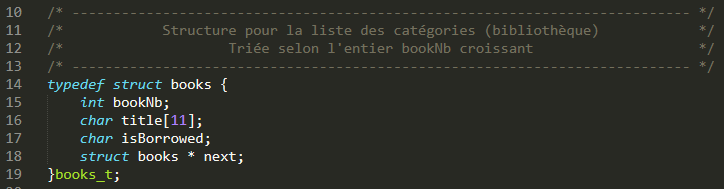 10 /* --------------------------------------------------------------------------- */
11 /* Structure pour la liste des catégories (bibliothèque) */
12 /* Triée selon l'entier bookNb croissant */
13 /* --------------------------------------------------------------------------- */
14 typedef struct books {
15 int bookNb;
16 char title[11];
17 char isBorrowed;
18 struct books * next;
19 }books_t;